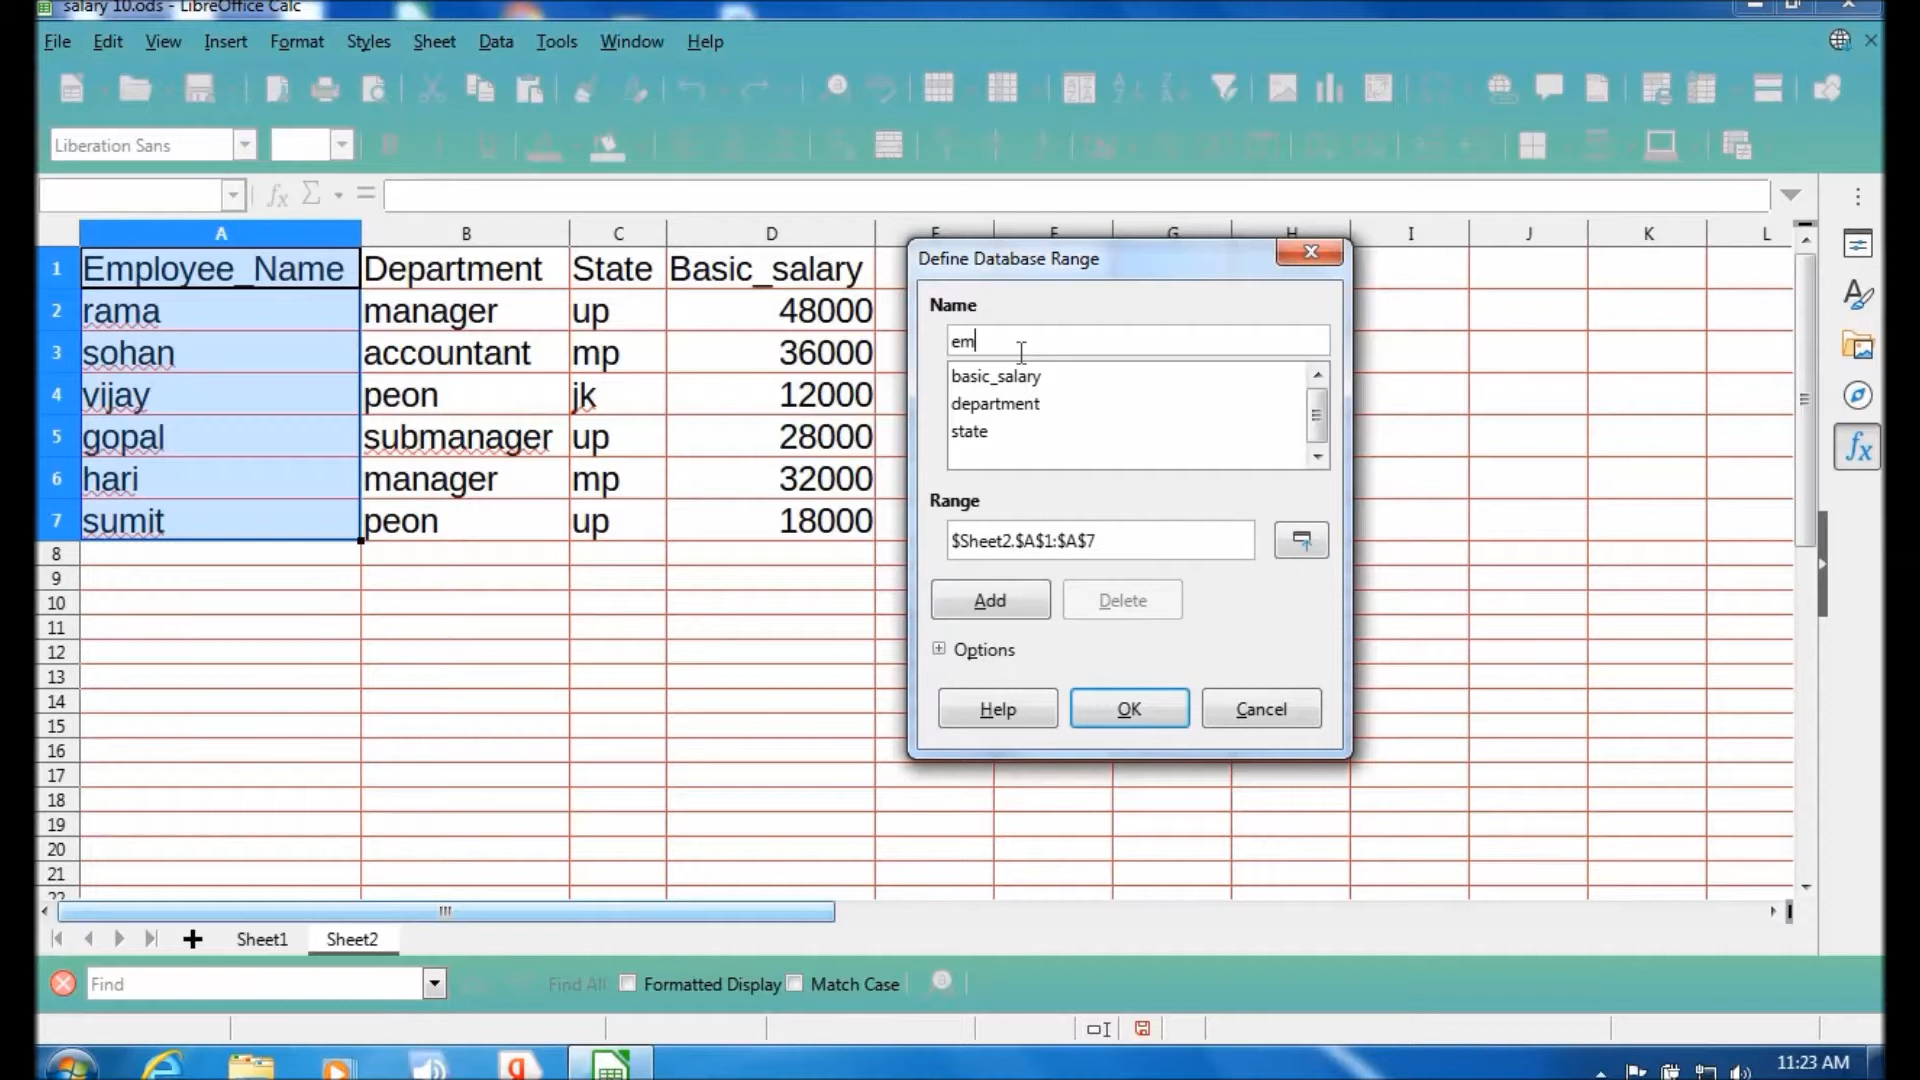 salary 10.ods - LibreOffice Calc
File Edit View Insert Format Styles Sheet Data Tools Window Help
Liberation Sans
A B C D E F G H I J K L
1 Employee_Name Department State Basic_salary
2 rama manager up 48000
3 sohan accountant mp 36000
4 vijay peon jk 12000
5 gopal submanager up 28000
6 hari manager mp 32000
7 sumit peon up 18000
8
9
10
11
12
13
14
15
16
17
18
19
20
21
22
Define Database Range
Name
em
basic_salary
department
state
Range
$Sheet2.$A$1:$A$7
Add Delete
Options
Help OK Cancel
Sheet1 Sheet2
Find Find All Formatted Display Match Case
11:23 AM